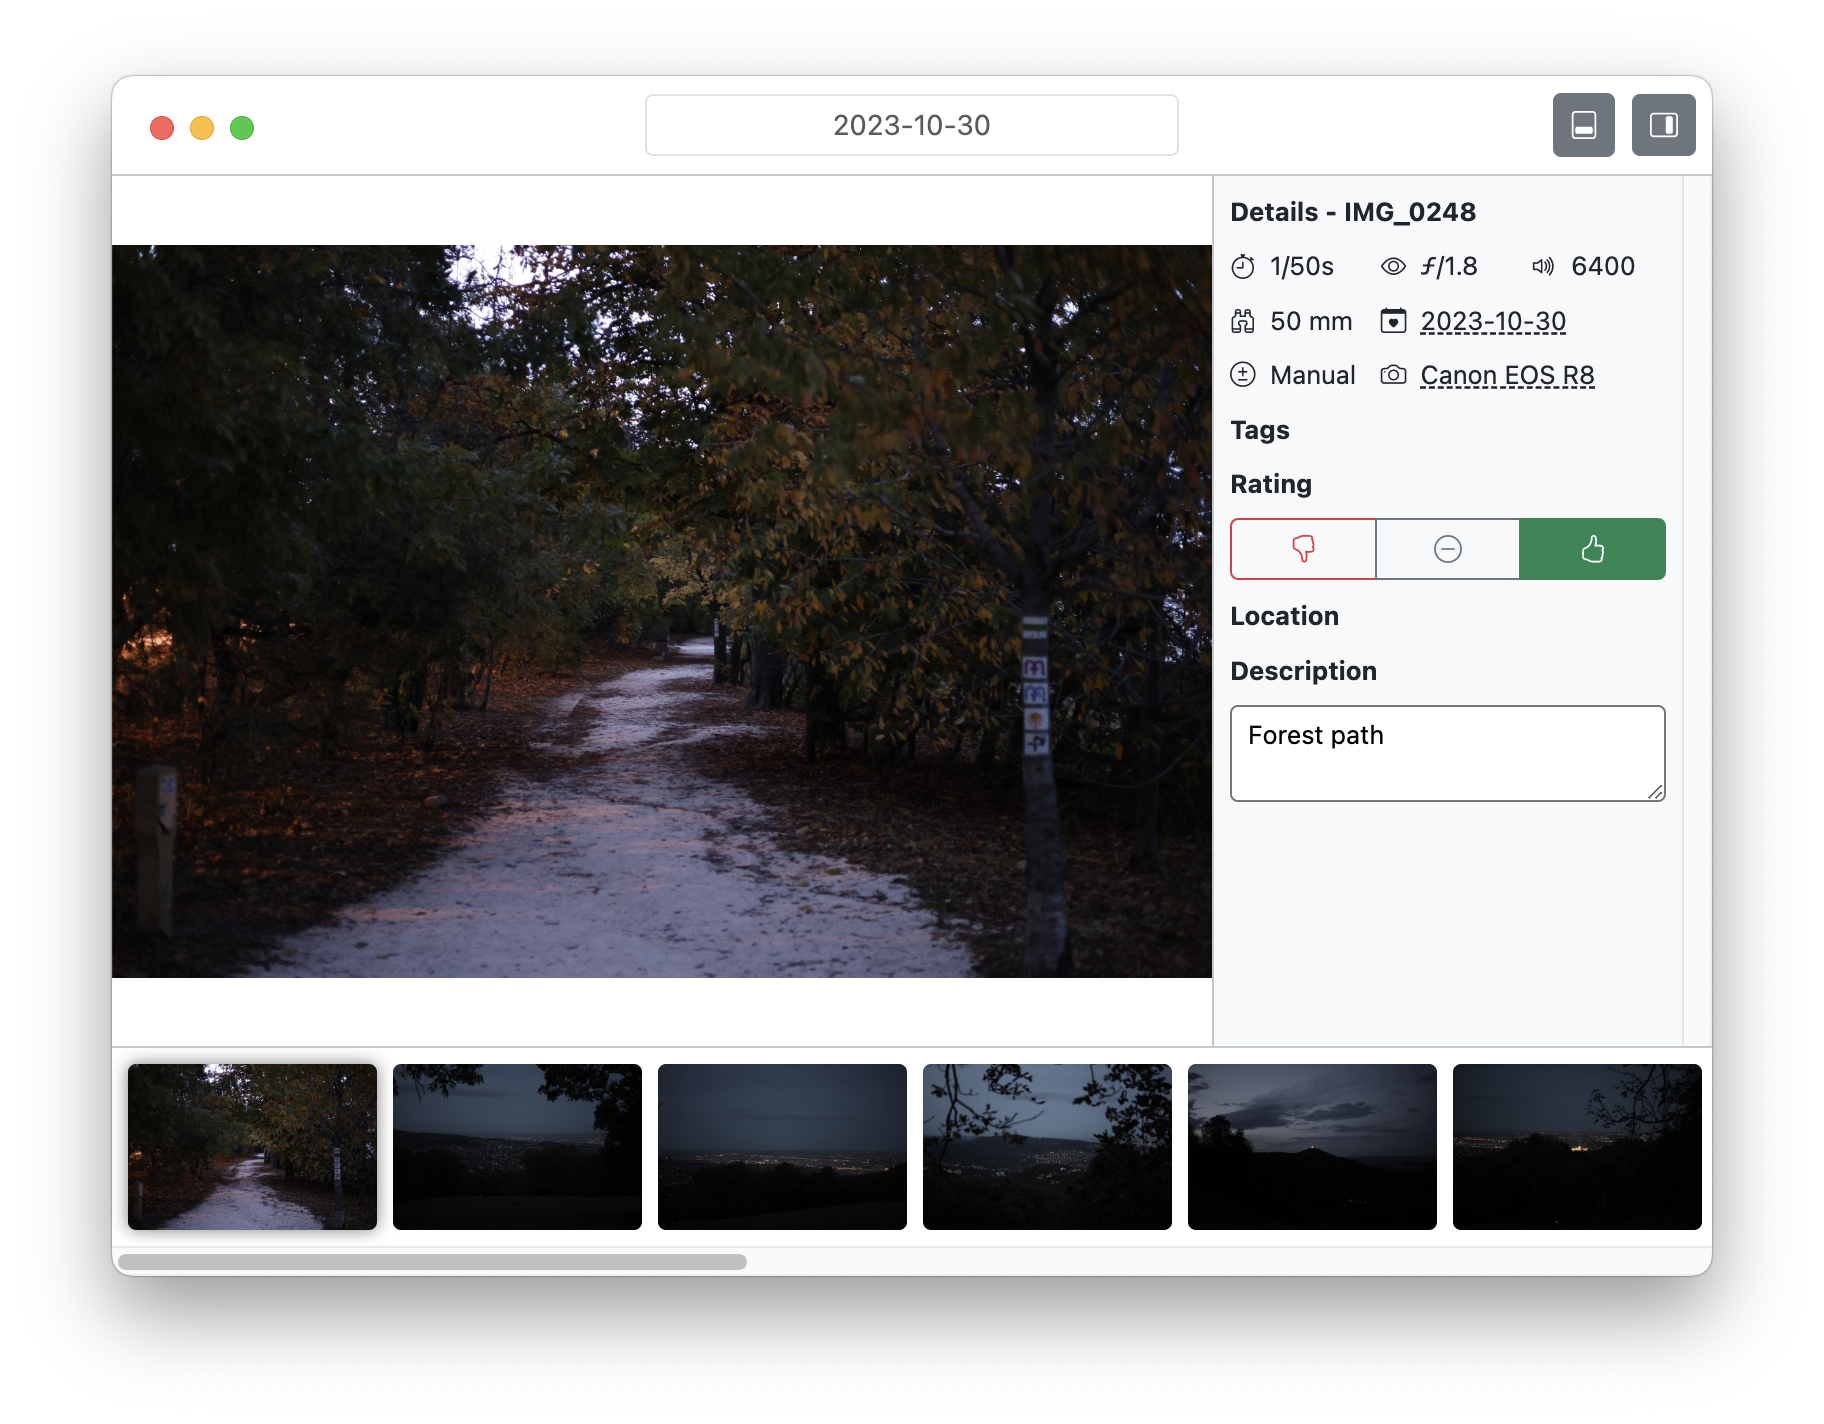 2023-10-30
Details - IMG_0248
1/50s ƒ/1.8 6400
50 mm 2023-10-30
Manual Canon EOS R8
Tags
Rating
Location
Description
Forest path